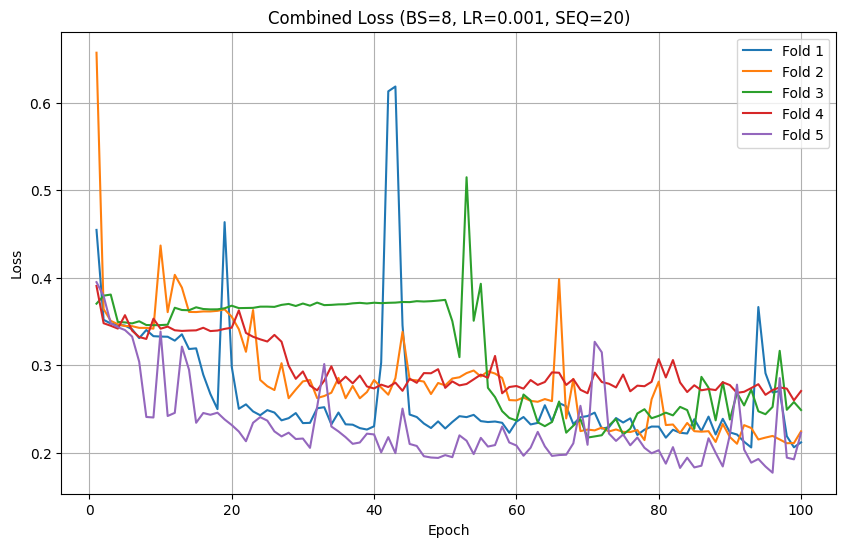 Combined Loss (BS=8, LR=0.001, SEQ=20)
Fold 1
Fold 2
Fold 3
Fold 4
Fold 5
Loss
0.6
0.5
0.4
0.3
0.2
0 20 40 60 80 100
Epoch